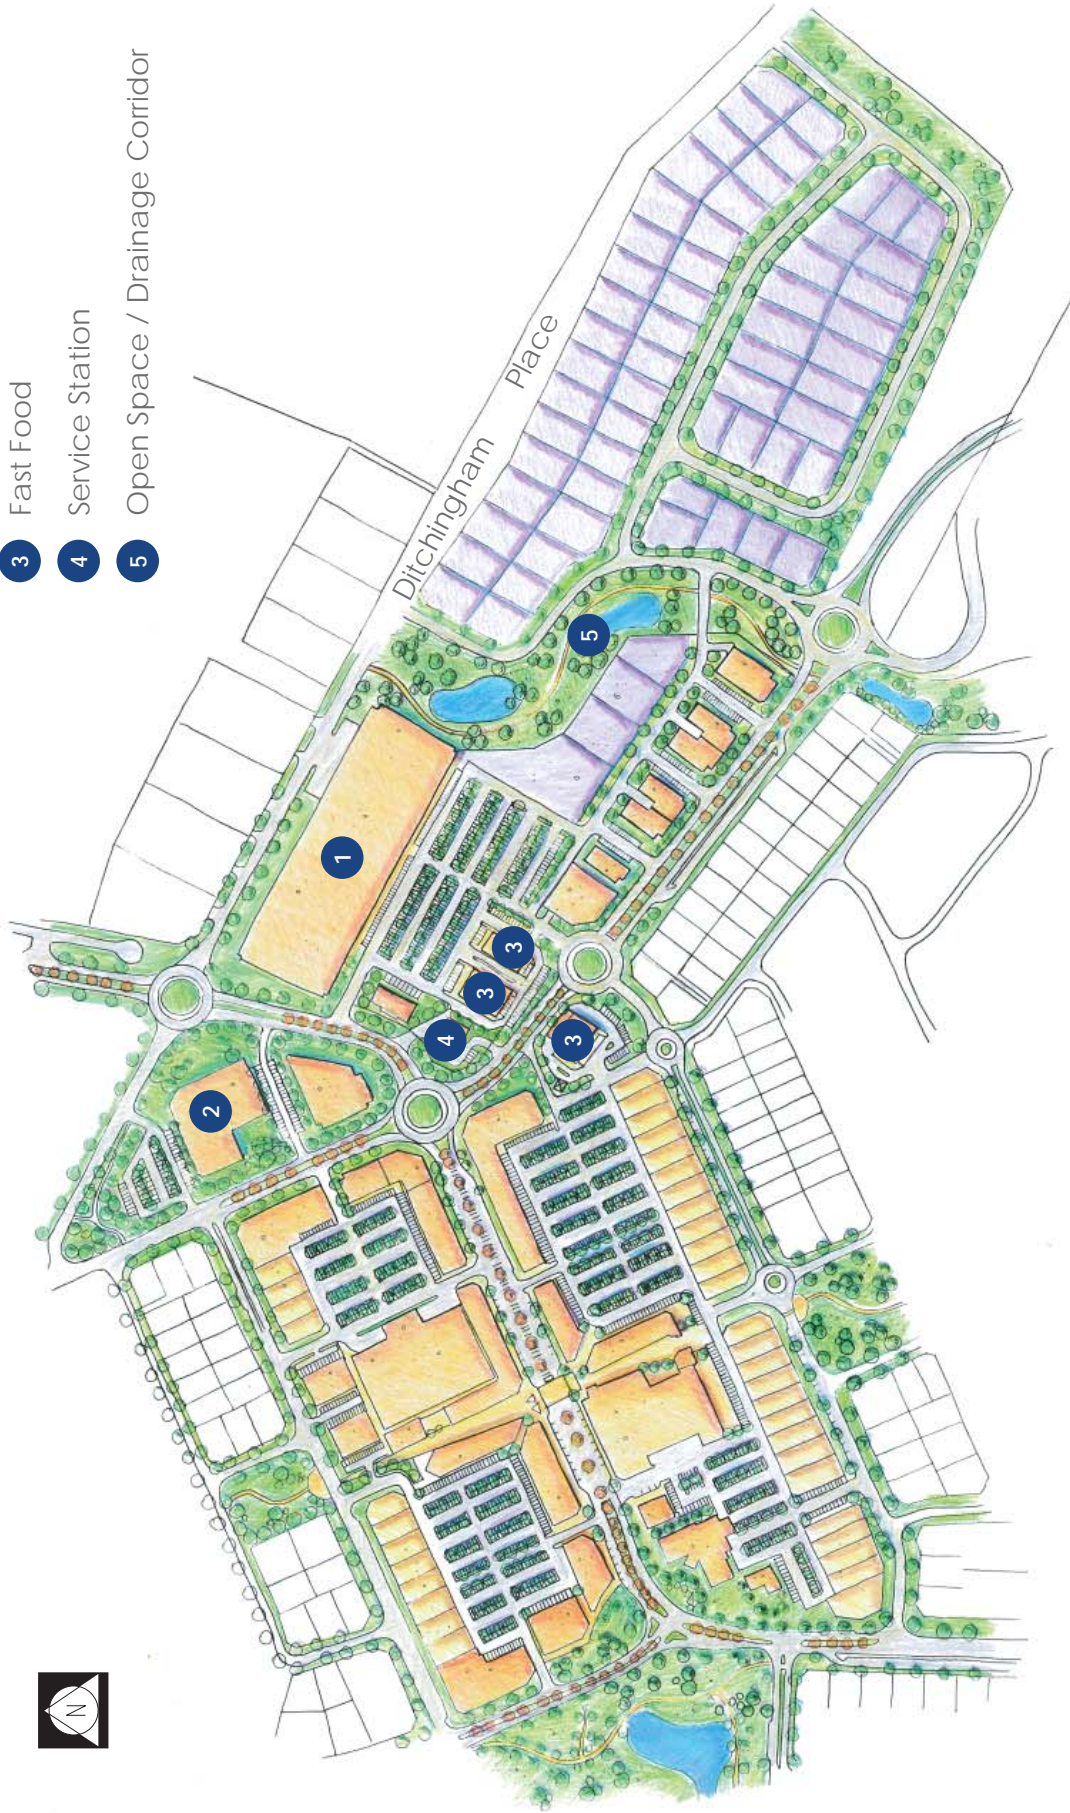 3 Fast Food
4 Service Station
5 Open Space / Drainage Corridor
Ditchingham Place
1
2
3
3
3
4
5
N